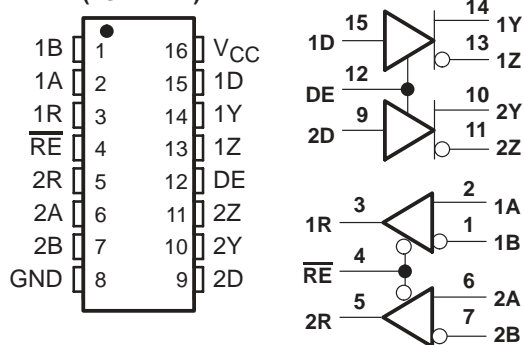 1B 1 16 VCC
1A 2 15 1D
1R 3 14 1Y
R̅E̅ 4 13 1Z
2R 5 12 DE
2A 6 11 2Z
2B 7 10 2Y
GND 8 9 2D
14 1Y
15 1D
13 1Z
12 DE
10 2Y
9 2D
11 2Z
2 1A
3 1R
1 1B
4 R̅E̅
6 2A
5 2R
7 2B